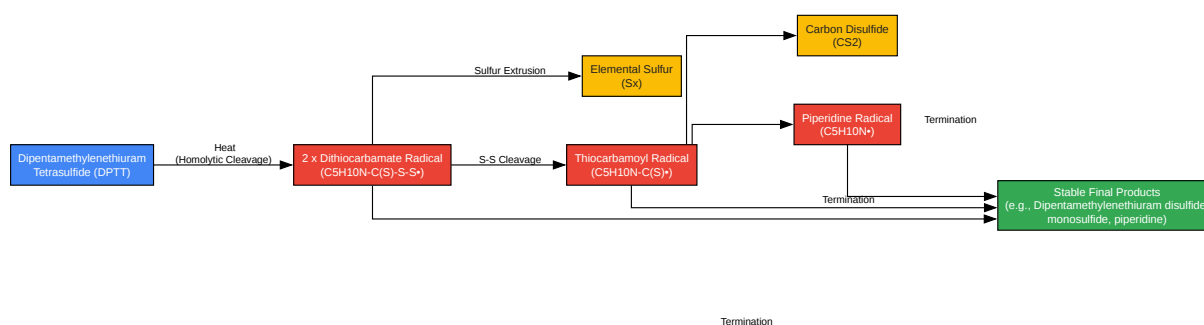 Carbon Disulfide
(CS2)
Sulfur Extrusion
Elemental Sulfur
(Sx)
Piperidine Radical
(C5H10N•)
Termination
Dipentamethylenethiuram
Tetrasulfide (DPTT)
Heat
(Homolytic Cleavage)
2 x Dithiocarbamate Radical
(C5H10N-C(S)-S-S•)
S-S Cleavage
Thiocarbamoyl Radical
(C5H10N-C(S)•)
Termination
Stable Final Products
(e.g., Dipentamethylenethiuram disulfide
monosulfide, piperidine)
Termination